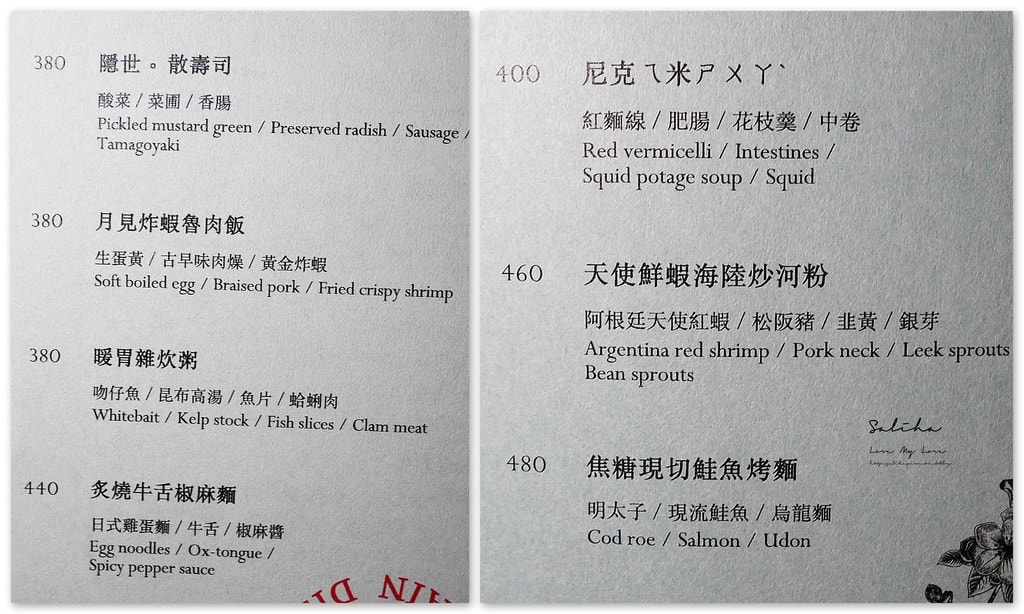 380 隱世。散壽司
酸菜 / 菜圃 / 香腸
Pickled mustard green / Preserved radish / Sausage /
Tamagoyaki
380 月見炸蝦魯肉飯
生蛋黃 / 古早味肉燥 / 黃金炸蝦
Soft boiled egg / Braised pork / Fried crispy shrimp
380 暖胃雜炊粥
吻仔魚 / 昆布高湯 / 魚片 / 蛤蜊肉
Whitebait / Kelp stock / Fish slices / Clam meat
440 炙燒牛舌椒麻麵
日式雞蛋麵 / 牛舌 / 椒麻醬
Egg noodles / Ox-tongue /
Spicy pepper sauce
HIN D
400 尼克ㄟ米ㄕㄨㄚˋ
紅麵線 / 肥腸 / 花枝羹 / 中卷
Red vermicelli / Intestines /
Squid potage soup / Squid
460 天使鮮蝦海陸炒河粉
阿根廷天使紅蝦 / 松阪豬 / 韭黃 / 銀芽
Argentina red shrimp / Pork neck / Leek sprouts
Bean sprouts
Saliha
Love My Love
480 焦糖現切鮭魚烤麵
明太子 / 現流鮭魚 / 烏龍麵
Cod roe / Salmon / Udon